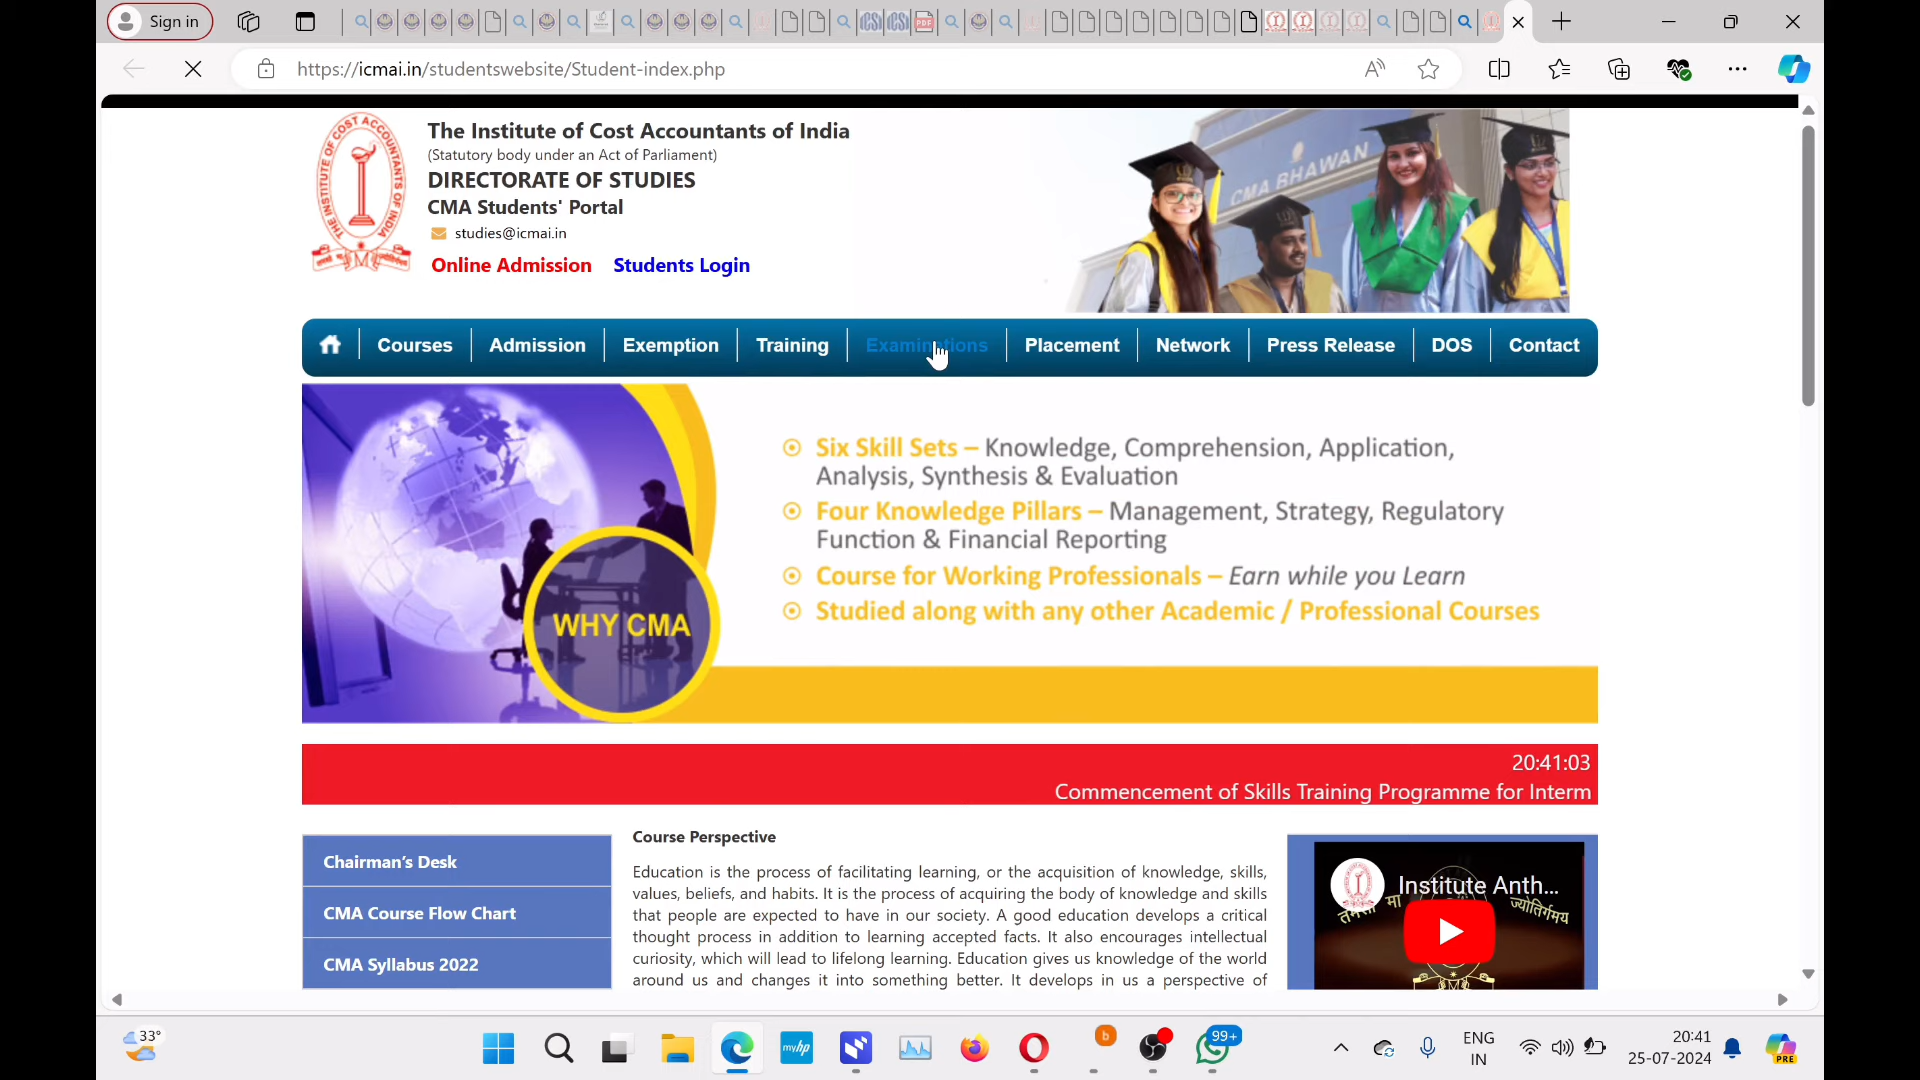 Sign in
https://icmai.in/studentswebsite/Student-index.php
THE INSTITUTE OF COST ACCOUNTANTS OF INDIA
The Institute of Cost Accountants of India
(Statutory body under an Act of Parliament)
DIRECTORATE OF STUDIES
CMA Students' Portal
studies@icmai.in
Online Admission Students Login
CMA BHAWAN
Courses Admission Exemption Training Examinations Placement Network Press Release DOS Contact
WHY CMA
Six Skill Sets – Knowledge, Comprehension, Application,
Analysis, Synthesis & Evaluation
Four Knowledge Pillars – Management, Strategy, Regulatory
Function & Financial Reporting
Course for Working Professionals – Earn while you Learn
Studied along with any other Academic / Professional Courses
20:41:03
Commencement of Skills Training Programme for Interm
Chairman's Desk
CMA Course Flow Chart
CMA Syllabus 2022
Course Perspective
Education is the process of facilitating learning, or the acquisition of knowledge, skills,
values, beliefs, and habits. It is the process of acquiring the body of knowledge and skills
that people are expected to have in our society. A good education develops a critical
thought process in addition to learning accepted facts. It also encourages intellectual
curiosity, which will lead to lifelong learning. Education gives us knowledge of the world
around us and changes it into something better. It develops in us a perspective of
Institute Anth...
33°
myhp
99+
ENG
IN
20:41
25-07-2024
PRE